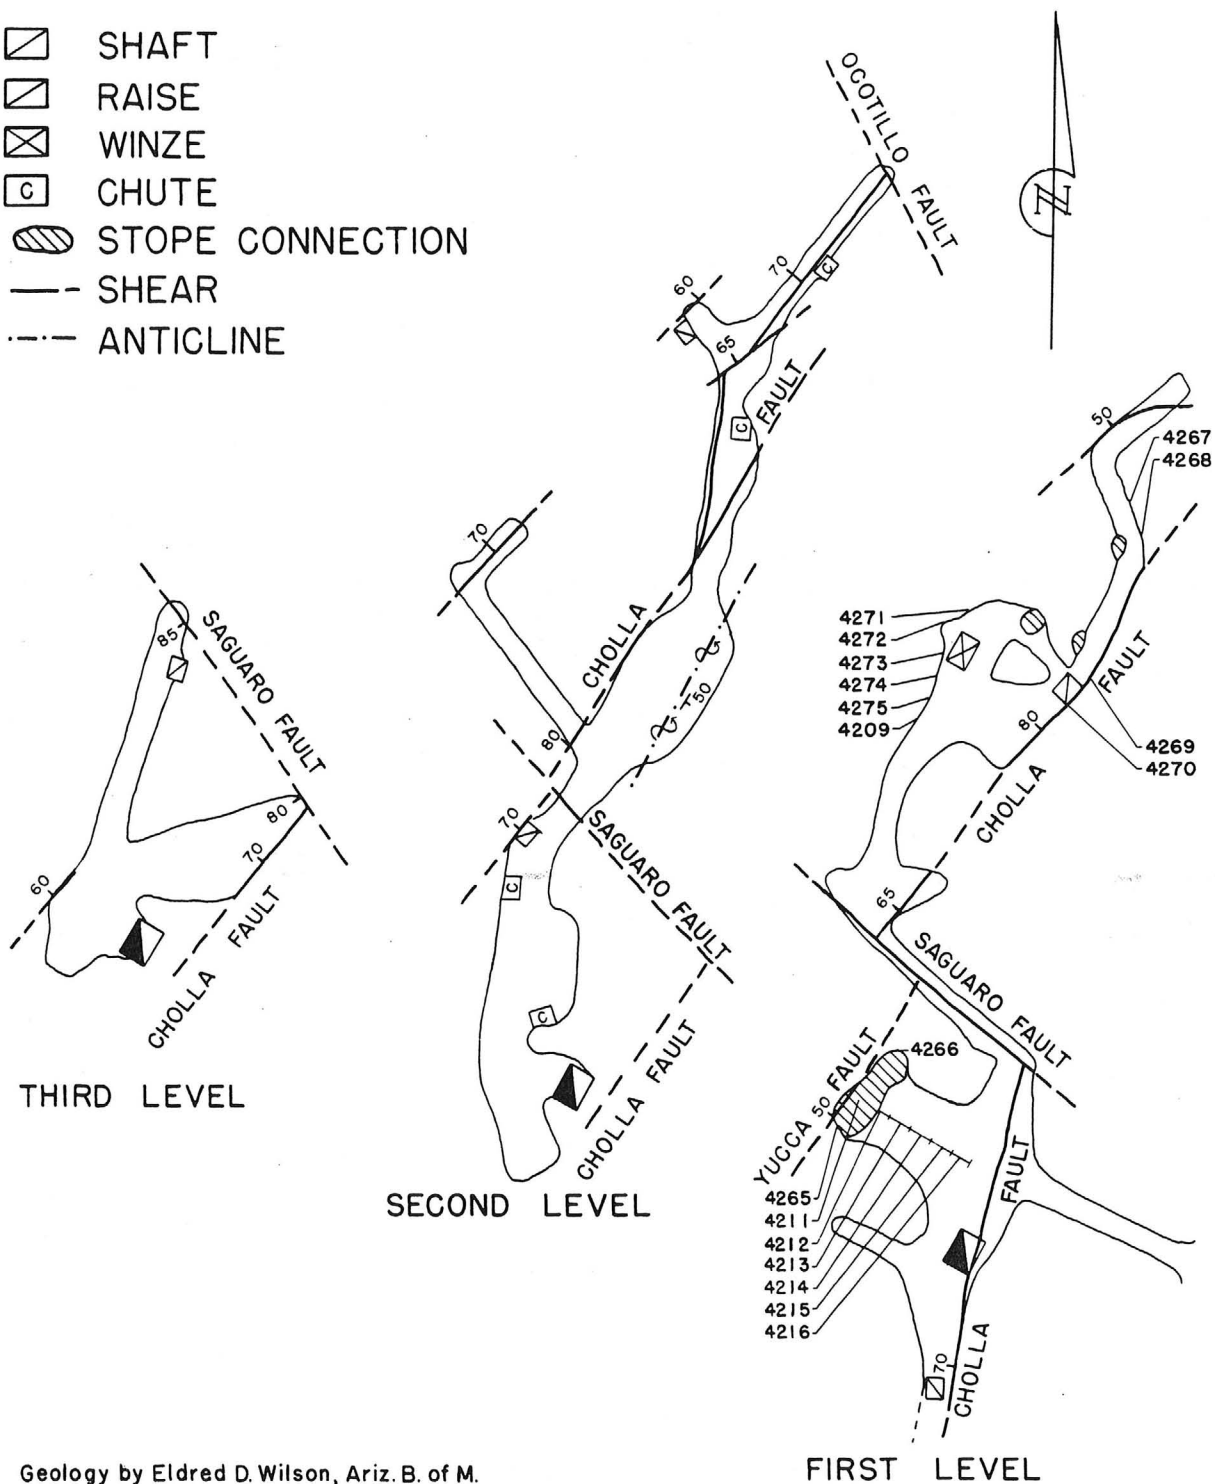 SHAFT
RAISE
WINZE
C CHUTE
STOPE CONNECTION
SHEAR
ANTICLINE
N
OCOTILLO FAULT
70
C
60
65
C
FAULT
70
CHOLLA
50
80
70
SAGUARO FAULT
C
C
CHOLLA FAULT
SECOND LEVEL
SAGUARO FAULT
85
80
70
60
CHOLLA FAULT
THIRD LEVEL
50
4267
4268
4271
4272
4273
4274
4275
4209
FAULT
80
4269
4270
CHOLLA
65
SAGUARO FAULT
4266
YUCCA FAULT
50
4265
4211
4212
4213
4214
4215
4216
FAULT
70
CHOLLA
FIRST LEVEL
Geology by Eldred D. Wilson, Ariz. B. of M.